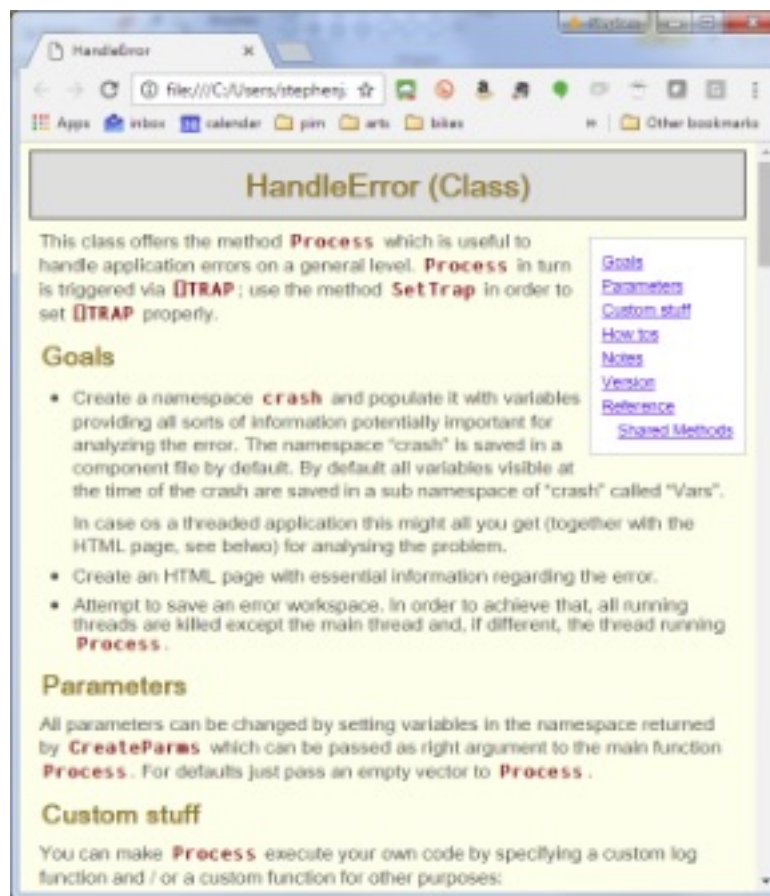 HandleError
file:///C:/Users/stephenj
Apps inbox calendar pim arts bikes » Other bookmarks
HandleError (Class)
This class offers the method Process which is useful to
handle application errors on a general level. Process in turn
is triggered via ⎕TRAP; use the method SetTrap in order to
set ⎕TRAP properly.
Goals
Parameters
Custom stuff
How tos
Notes
Version
Reference
Shared Methods
Goals
• Create a namespace crash and populate it with variables
providing all sorts of information potentially important for
analyzing the error. The namespace "crash" is saved in a
component file by default. By default all variables visible at
the time of the crash are saved in a sub namespace of "crash" called "Vars".
In case os a threaded application this might all you get (together with the
HTML page, see belwo) for analysing the problem.
• Create an HTML page with essential information regarding the error.
• Attempt to save an error workspace. In order to achieve that, all running
threads are killed except the main thread and, if different, the thread running
Process.
Parameters
All parameters can be changed by setting variables in the namespace returned
by CreateParms which can be passed as right argument to the main function
Process. For defaults just pass an empty vector to Process.
Custom stuff
You can make Process execute your own code by specifying a custom log
function and / or a custom function for other purposes: